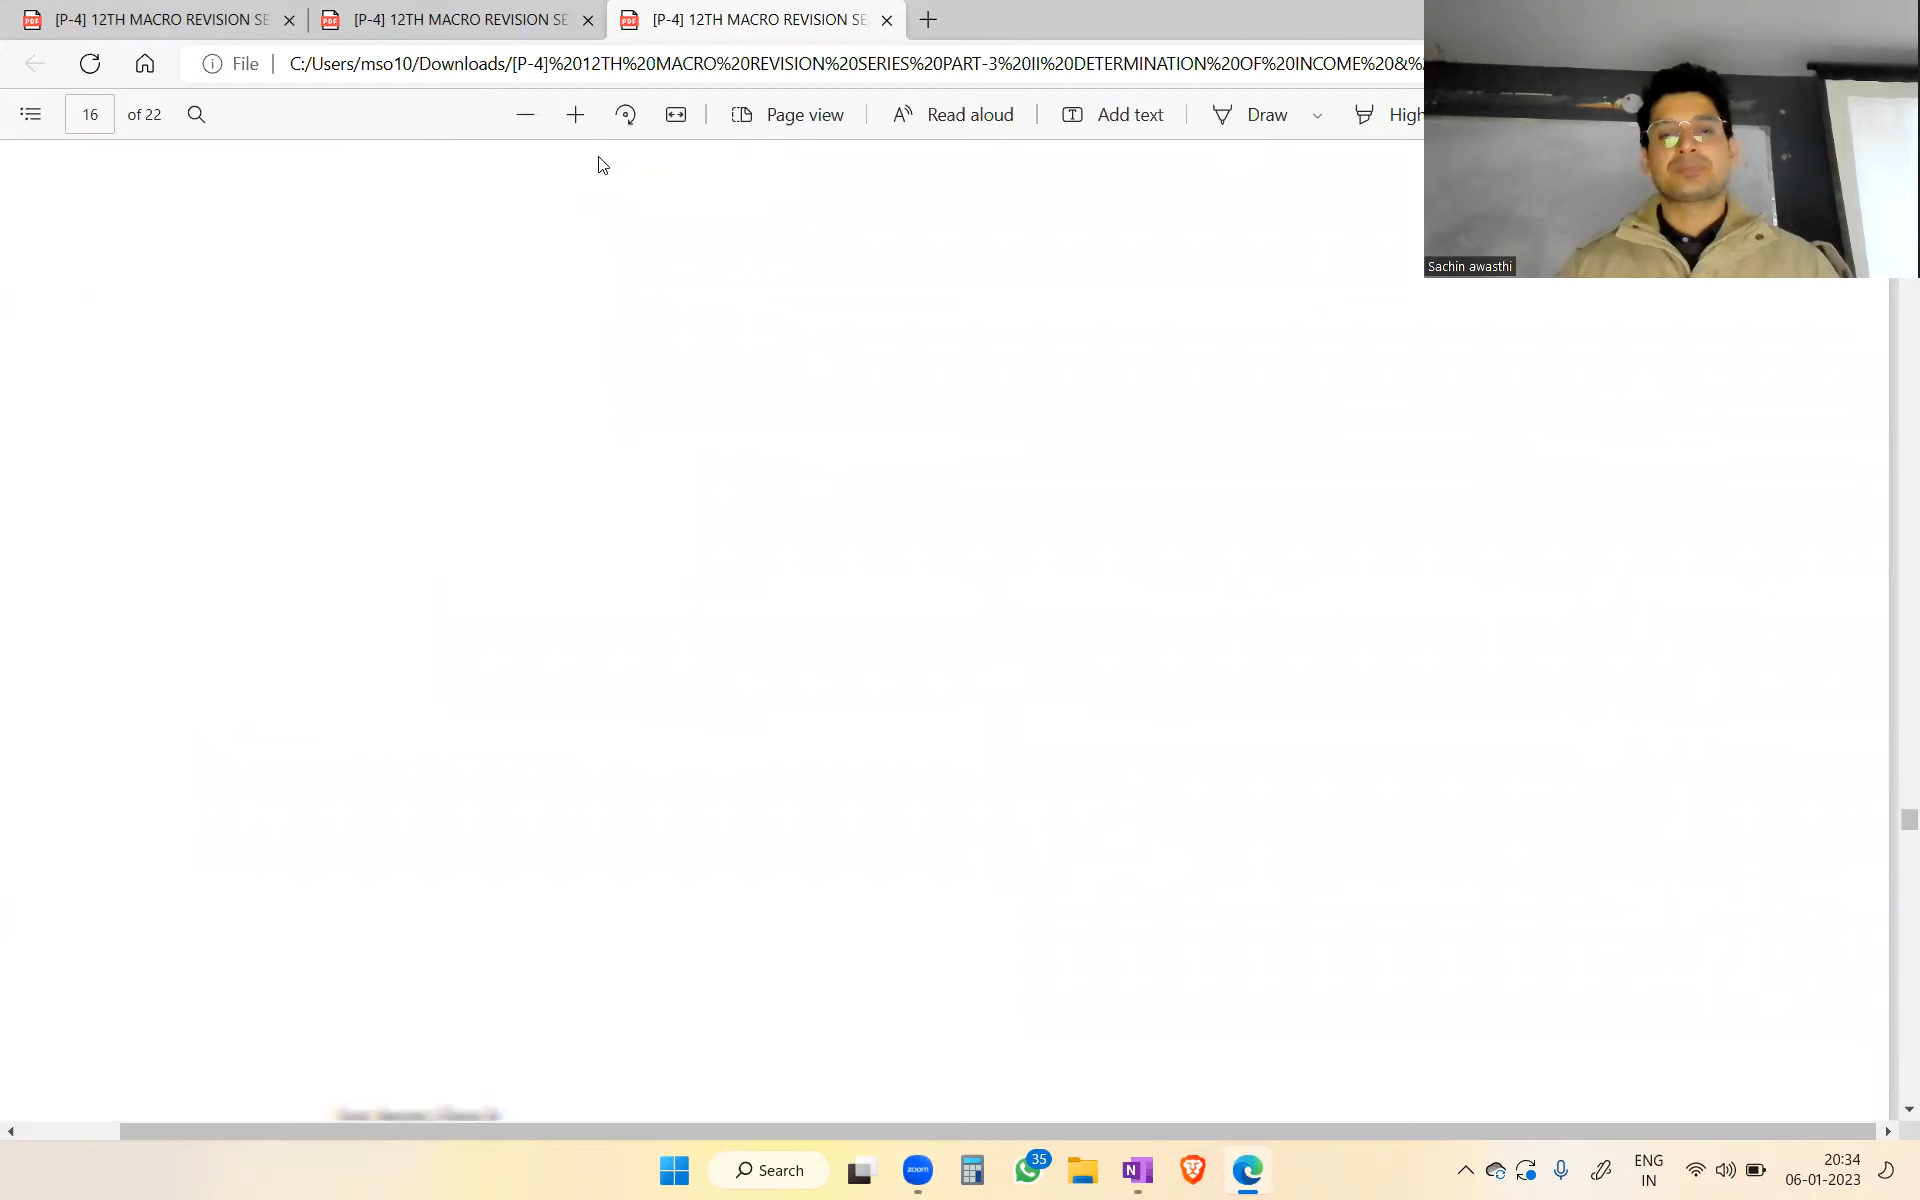 [P-4] 12TH MACRO REVISION SE
[P-4] 12TH MACRO REVISION SE
[P-4] 12TH MACRO REVISION SE
File
C:/Users/mso10/Downloads/[P-4]%2012TH%20MACRO%20REVISION%20SERIES%20PART-3%20II%20DETERMINATION%20OF%20INCOME%20&%
16 of 22
Page view
Read aloud
Add text
Draw
High
Sachin awasthi
Search
zoom
35
N
ENG
IN
20:34
06-01-2023